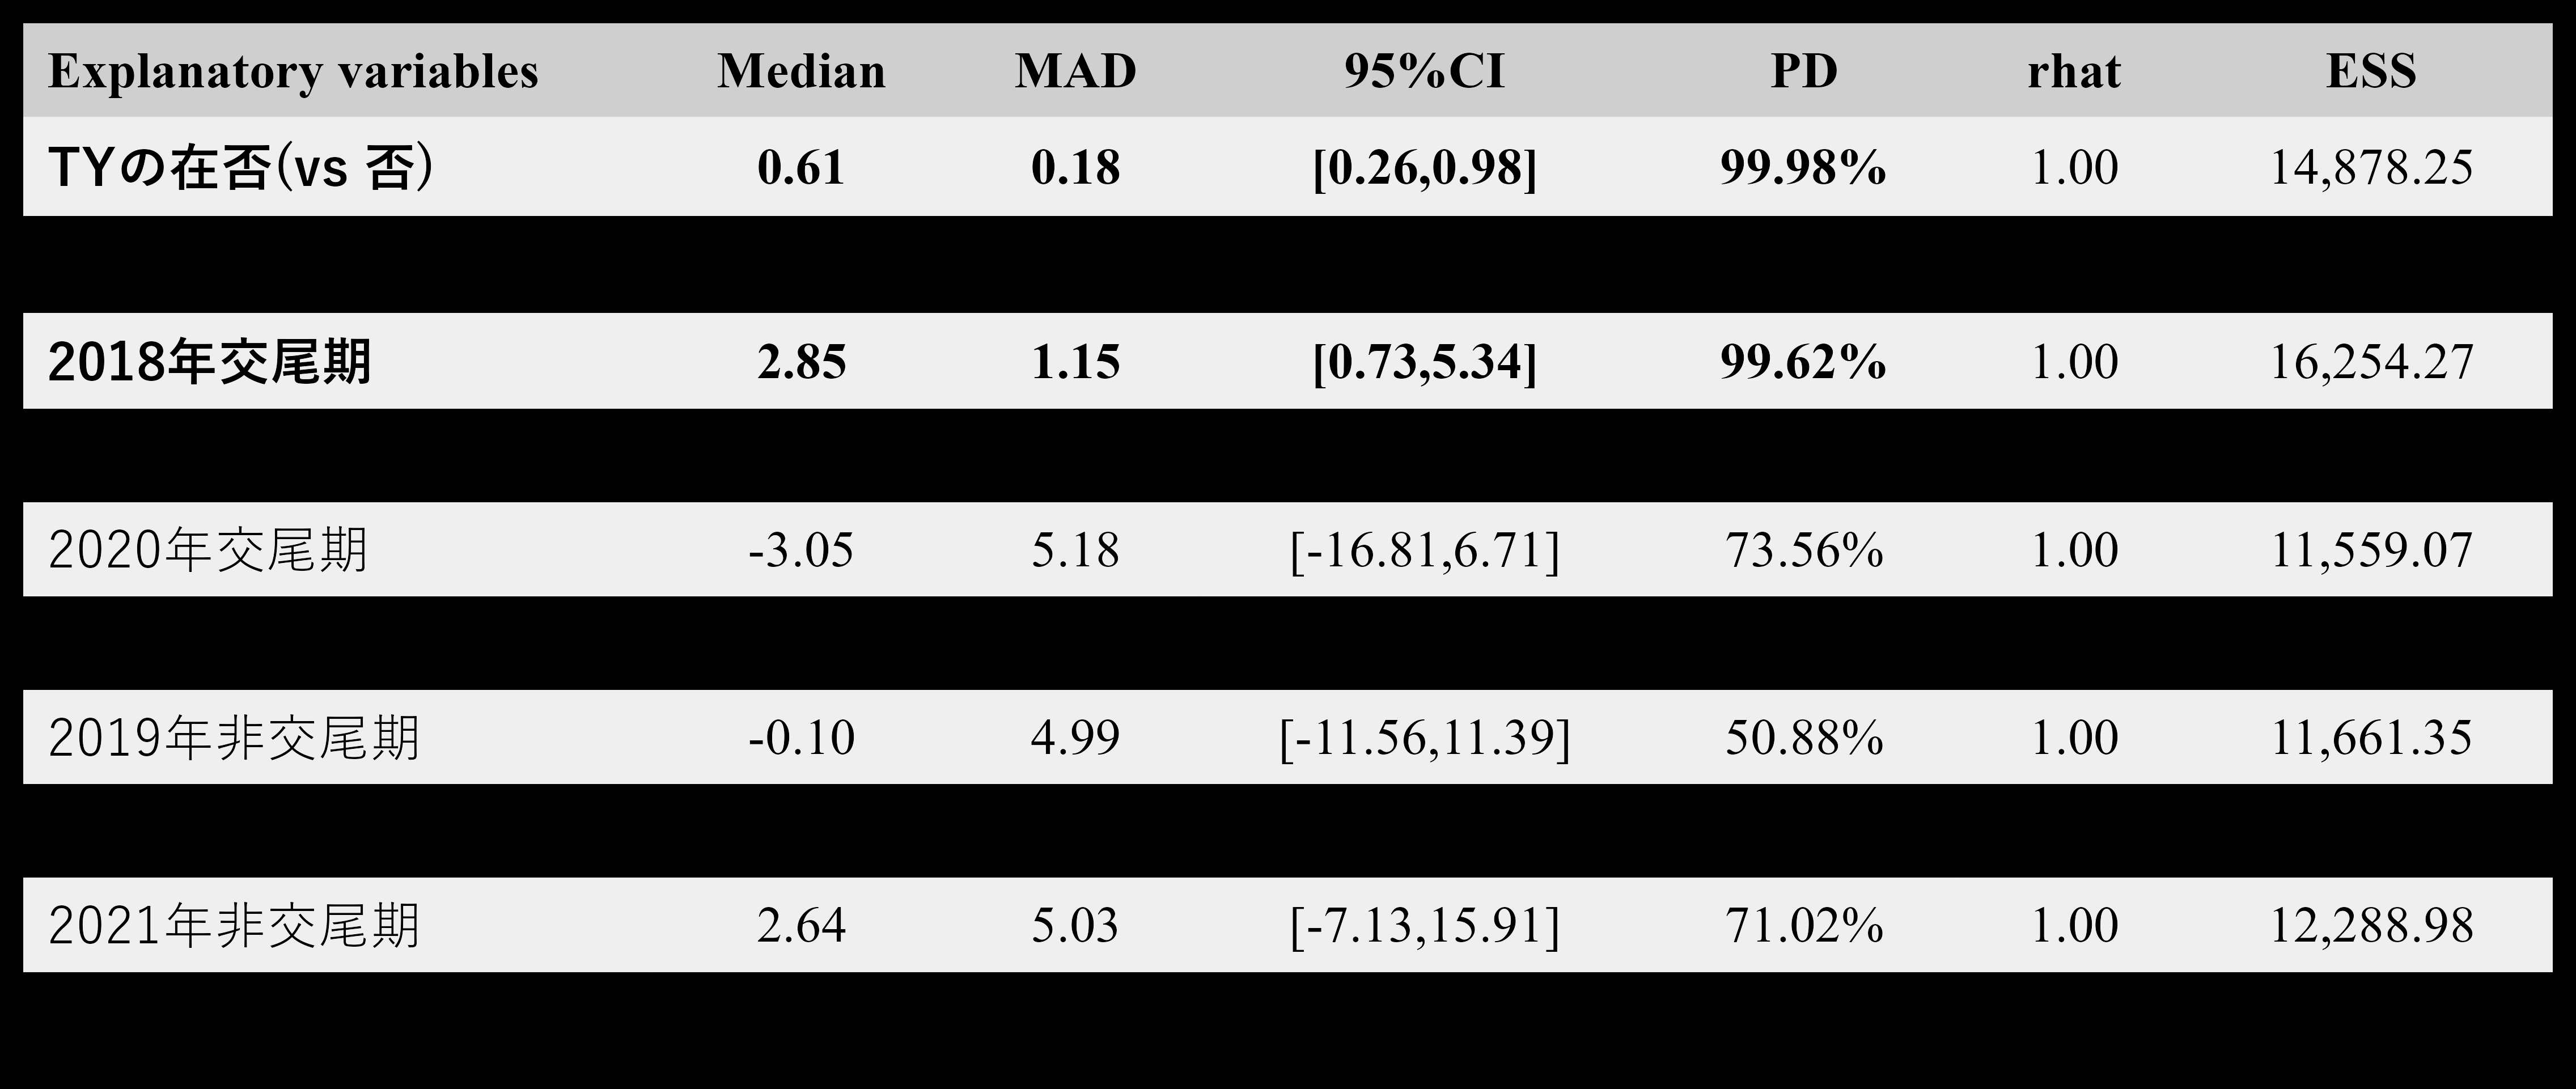 Explanatory variables Median MAD 95%CI PD rhat ESS
TYの在否(vs 否) 0.61 0.18 [0.26,0.98] 99.98% 1.00 14,878.25
2018年交尾期 2.85 1.15 [0.73,5.34] 99.62% 1.00 16,254.27
2020年交尾期 -3.05 5.18 [-16.81,6.71] 73.56% 1.00 11,559.07
2019年非交尾期 -0.10 4.99 [-11.56,11.39] 50.88% 1.00 11,661.35
2021年非交尾期 2.64 5.03 [-7.13,15.91] 71.02% 1.00 12,288.98